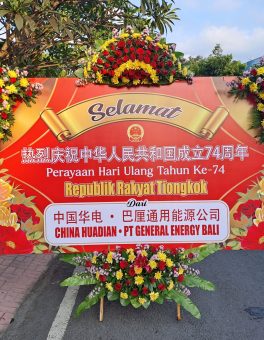 Selamat
热烈庆祝中华人民共和国成立74周年
Perayaan Hari Ulang Tahun Ke-74
Republik Rakyat Tiongkok
Dari
中国华电·巴厘通用能源公司
CHINA HUADIAN · PT GENERAL ENERGY BALI